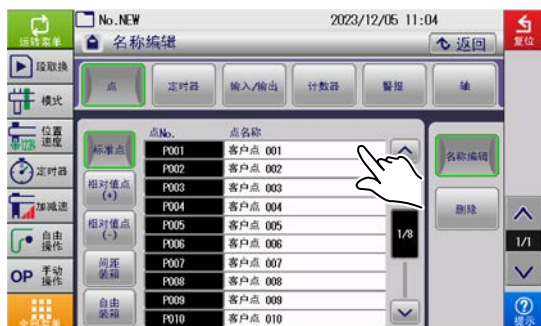 No.NEW 2023/12/05 11:04
运转菜单
名称编辑
返回
复位
段取换
模式
位置
速度
定时器
加减速
自由
操作
OP 手动
操作
全部菜单
点 定时器 输入/输出 计数器 警报 轴
点No. 点名称
标准点
相对值点
(+)
相对值点
(-)
间距
装箱
自由
装箱
P001 客户点 001
P002 客户点 002
P003 客户点 003
P004 客户点 004
P005 客户点 005
P006 客户点 006
P007 客户点 007
P008 客户点 008
P009 客户点 009
P010 客户点 010
1/8
名称编辑
删除
1/1
提示